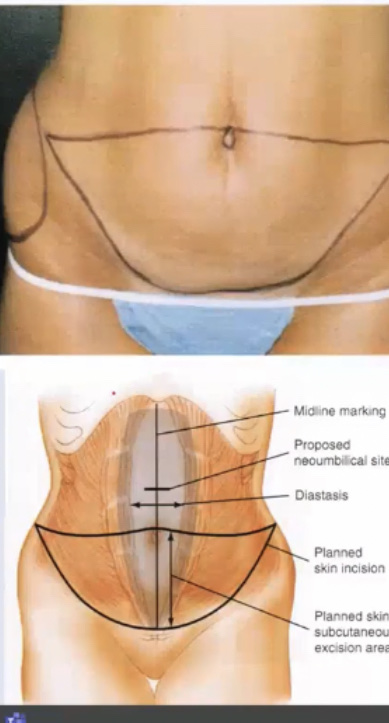 Midline marking
Proposed
neoumbilical site
Diastasis
Planned
skin incision
Planned skin
subcutaneou
excision area